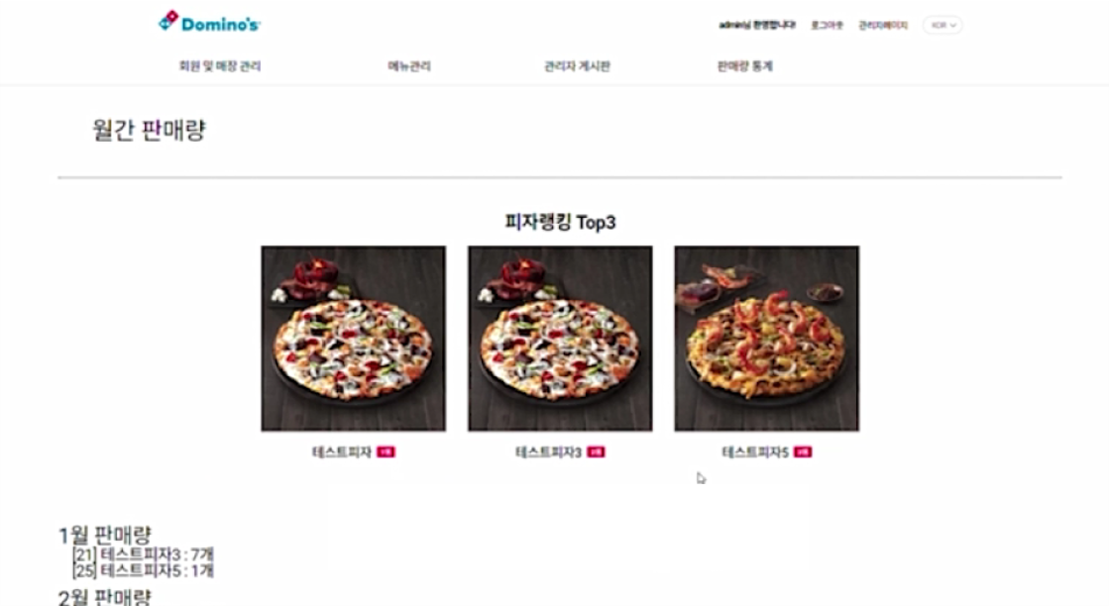 Domino's
admin님 환영합니다! 로그아웃 관리자페이지 KOR
회원 및 매장 관리 메뉴관리 관리자 게시판 판매량 통계
월간 판매량
피자랭킹 Top3
테스트피자 테스트피자3 테스트피자5
1월 판매량
[21] 테스트피자3 : 7개
[25] 테스트피자5 : 1개
2월 판매량